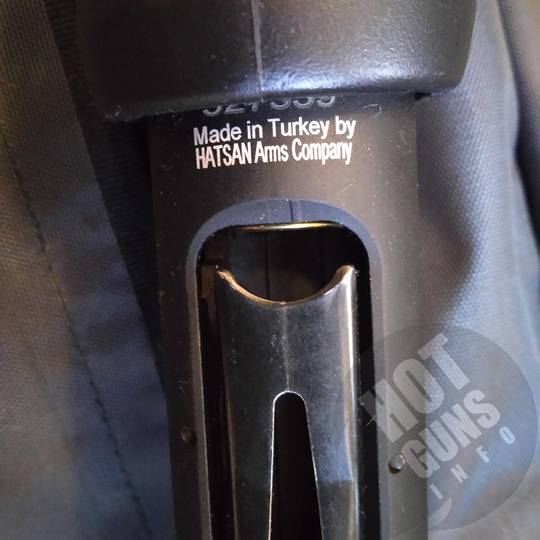 Made in Turkey by
HATSAN Arms Company
HOT
GUNS
INFO